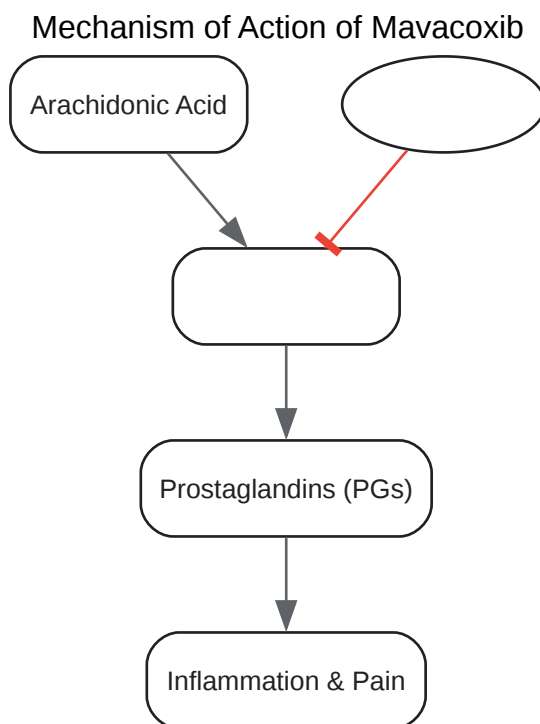 Mechanism of Action of Mavacoxib
Arachidonic Acid
Prostaglandins (PGs)
Inflammation & Pain